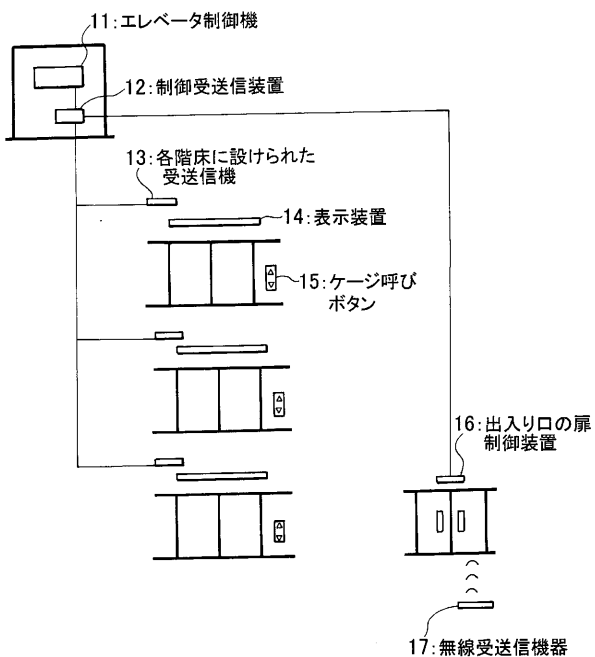 11:エレベータ制御機
12:制御受送信装置
13:各階床に設けられた
受送信機
14:表示装置
15:ケージ呼び
ボタン
16:出入り口の扉
制御装置
17:無線受送信機器